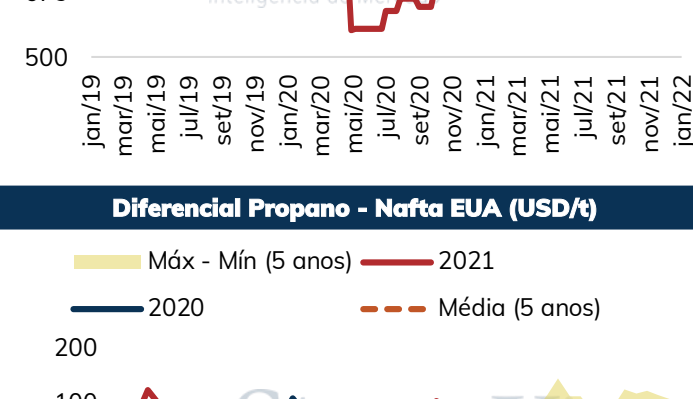 500
jan/19 mar/19 mai/19 jul/19 set/19 nov/19 jan/20 mar/20 mai/20 jul/20 set/20 nov/20 jan/21 mar/21 mai/21 jul/21 set/21 nov/21 jan/22
Diferencial Propano - Nafta EUA (USD/t)
Máx - Mín (5 anos) 2021
2020 Média (5 anos)
200